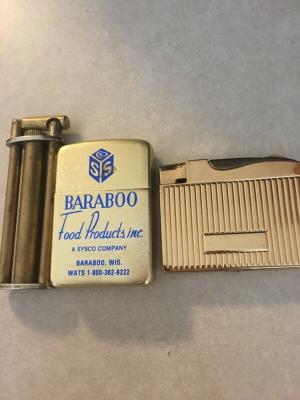 SYS
BARABOO
Food Products, inc.
A SYSCO COMPANY
BARABOO, WIS.
WATS 1-800-362-8222